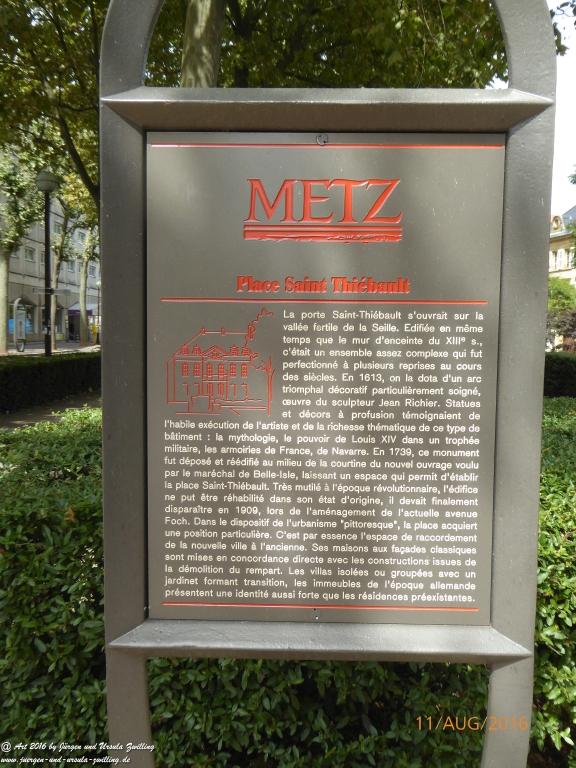 METZ
Place Saint Thiébault
La porte Saint-Thiébault s'ouvrait sur la
vallée fertile de la Seille. Edifiée en même
temps que le mur d'enceinte du XIIIe s.,
c'était un ensemble assez complexe qui fut
perfectionné à plusieurs reprises au cours
des siècles. En 1613, on la dota d'un arc
triomphal décoratif particulièrement soigné,
œuvre du sculpteur Jean Richier. Statues
et décors à profusion témoignaient de
l'habile exécution de l'artiste et de la richesse thématique de ce type de
bâtiment : la mythologie, le pouvoir de Louis XIV dans un trophée
militaire, les armoiries de France, de Navarre. En 1739, ce monument
fut déposé et réédifié au milieu de la courtine du nouvel ouvrage voulu
par le maréchal de Belle-Isle, laissant un espace qui permit d'établir
la place Saint-Thiébault. Très mutilé à l'époque révolutionnaire, l'édifice
ne put être réhabilité dans son état d'origine, il devait finalement
disparaître en 1909, lors de l'aménagement de l'actuelle avenue
Foch. Dans le dispositif de l'urbanisme "pittoresque", la place acquiert
une position particulière. C'est par essence l'espace de raccordement
de la nouvelle ville à l'ancienne. Ses maisons aux façades classiques
sont mises en concordance directe avec les constructions issues de
la démolition du rempart. Les villas isolées ou groupées avec un
jardinet formant transition, les immeubles de l'époque allemande
présentent une identité aussi forte que les résidences préexistantes.
11/AUG/2016
@ Art 2016 by Jürgen und Ursula Zwilling
www.juergen-und-ursula-zwilling.de